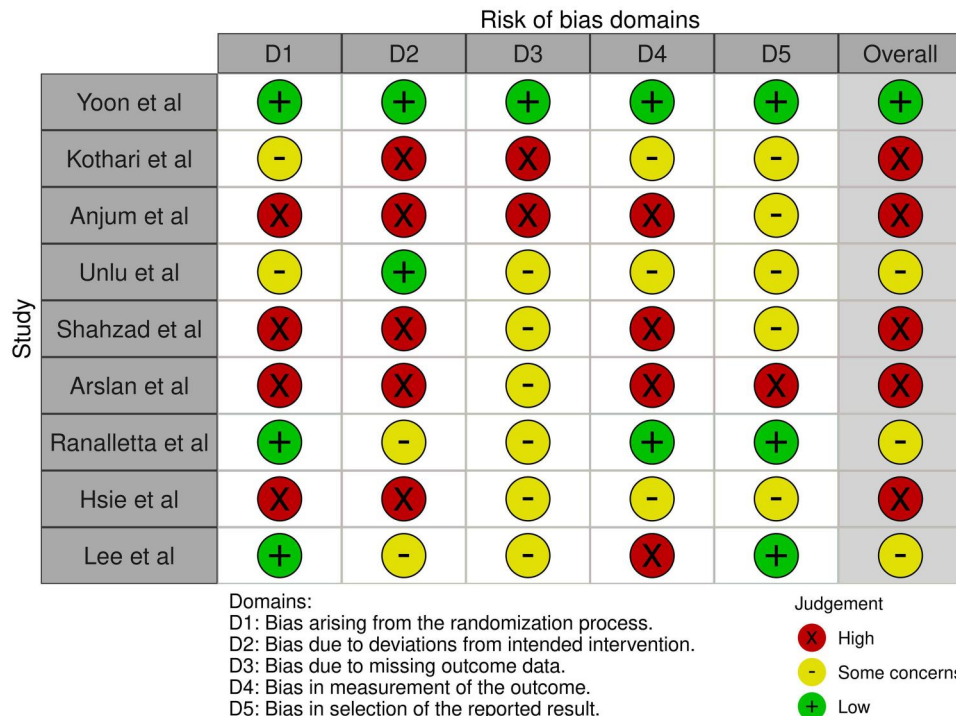 Risk of bias domains
D1 D2 D3 D4 D5 Overall
Study
Yoon et al + + + + + +
Kothari et al - X X - - X
Anjum et al X X X X - X
Unlu et al - + - - - -
Shahzad et al X X - X - X
Arslan et al X X - X X X
Ranalletta et al + - - + + -
Hsie et al X X - - - X
Lee et al + - - X + -
Domains:
D1: Bias arising from the randomization process.
D2: Bias due to deviations from intended intervention.
D3: Bias due to missing outcome data.
D4: Bias in measurement of the outcome.
D5: Bias in selection of the reported result.
Judgement
X High
- Some concerns
+ Low